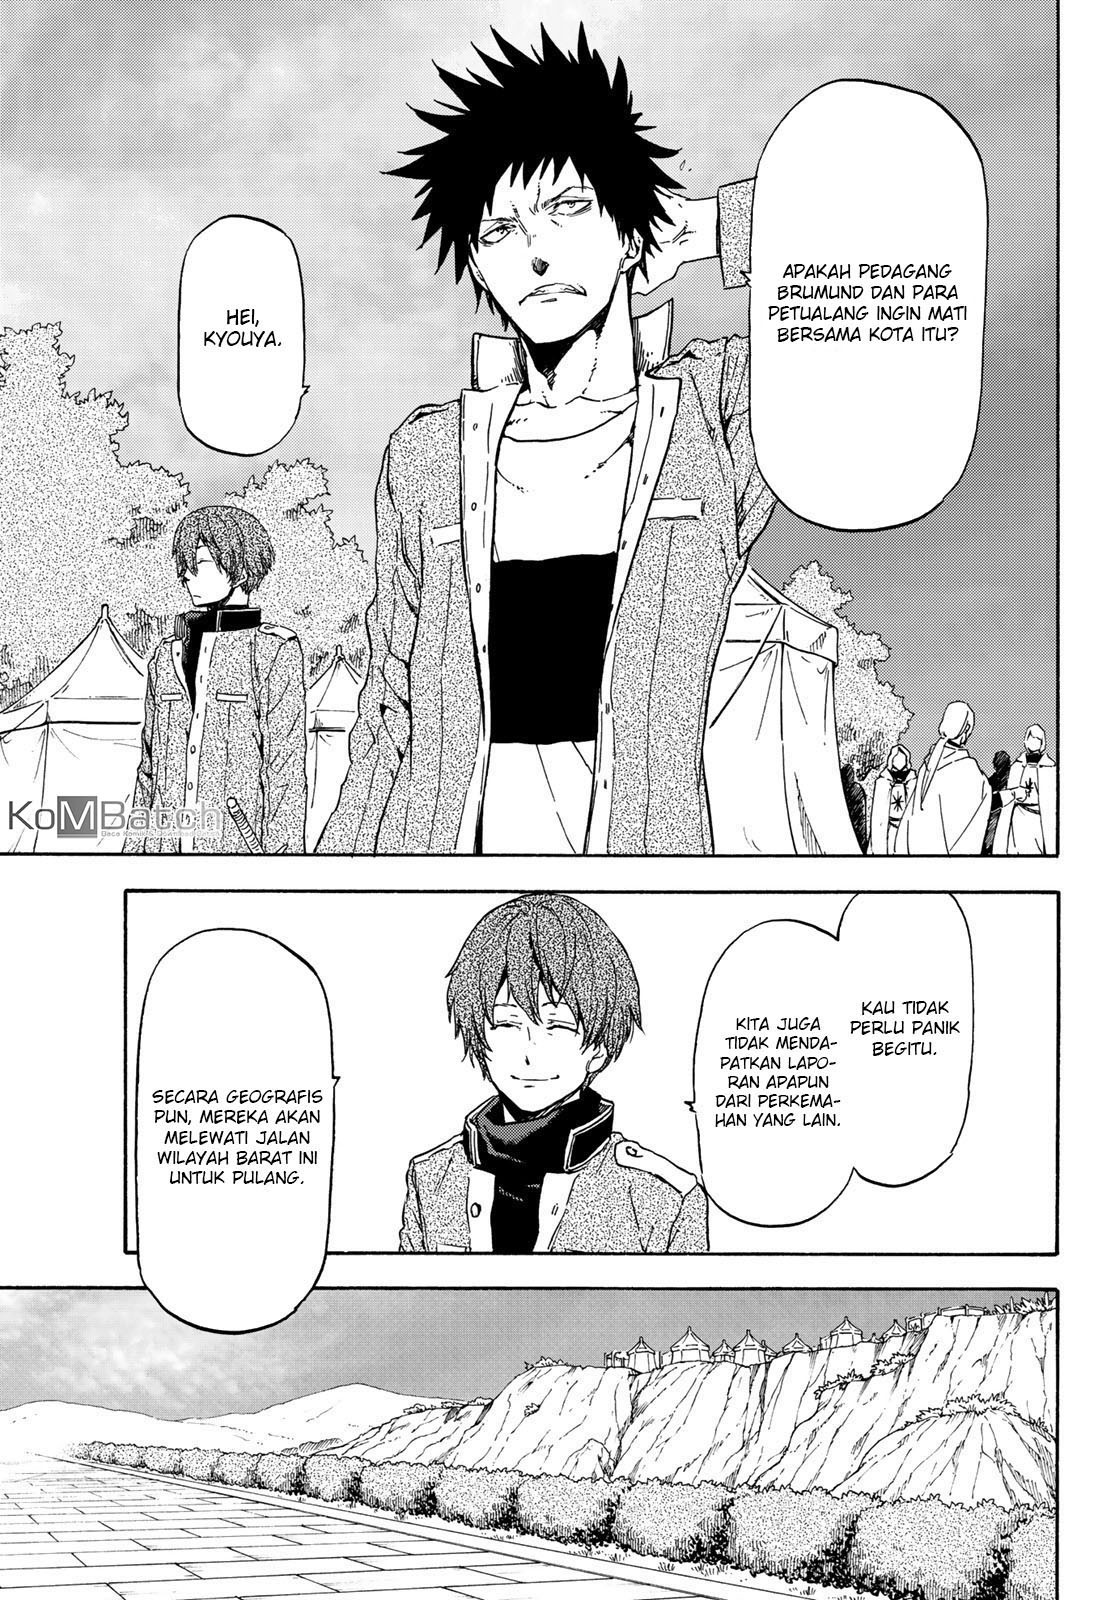 APAKAH PEDAGANG
BRUMUND DAN PARA
PETUALANG INGIN MATI
BERSAMA KOTA ITU?
HEI,
KYOUYA.
KoMBatch
KAU TIDAK
PERLU PANIK
BEGITU.
KITA JUGA
TIDAK MENDA-
PATKAN LAPO-
RAN APAPUN
DARI PERKEMA-
HAN YANG LAIN.
SECARA GEOGRAFIS
PUN, MEREKA AKAN
MELEWATI JALAN
WILAYAH BARAT INI
UNTUK PULANG.